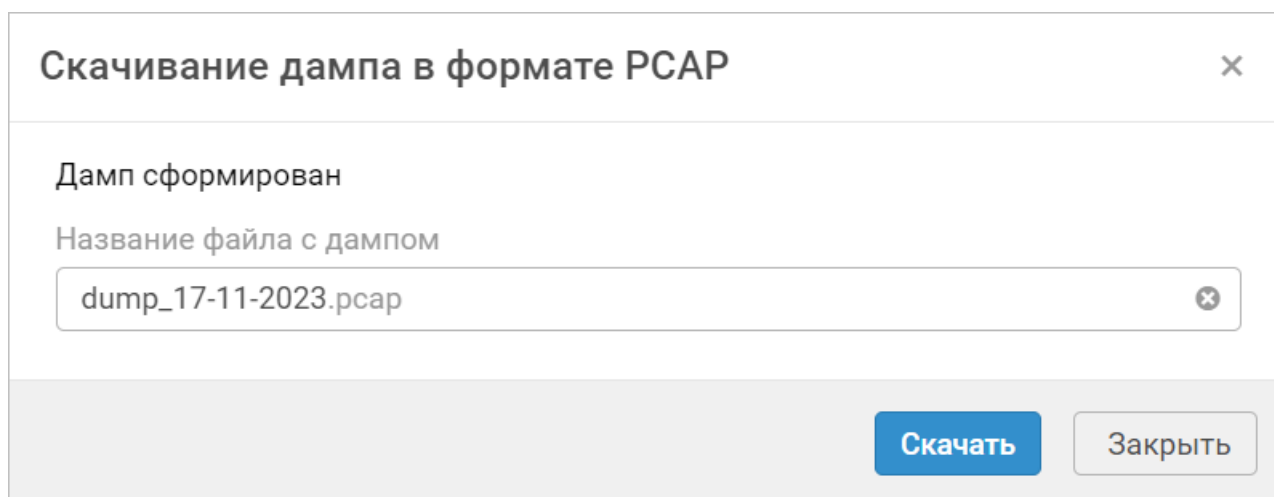 Скачивание дампа в формате PCAP
Дамп сформирован
Название файла с дампом
dump_17-11-2023.pcap
Скачать Закрыть